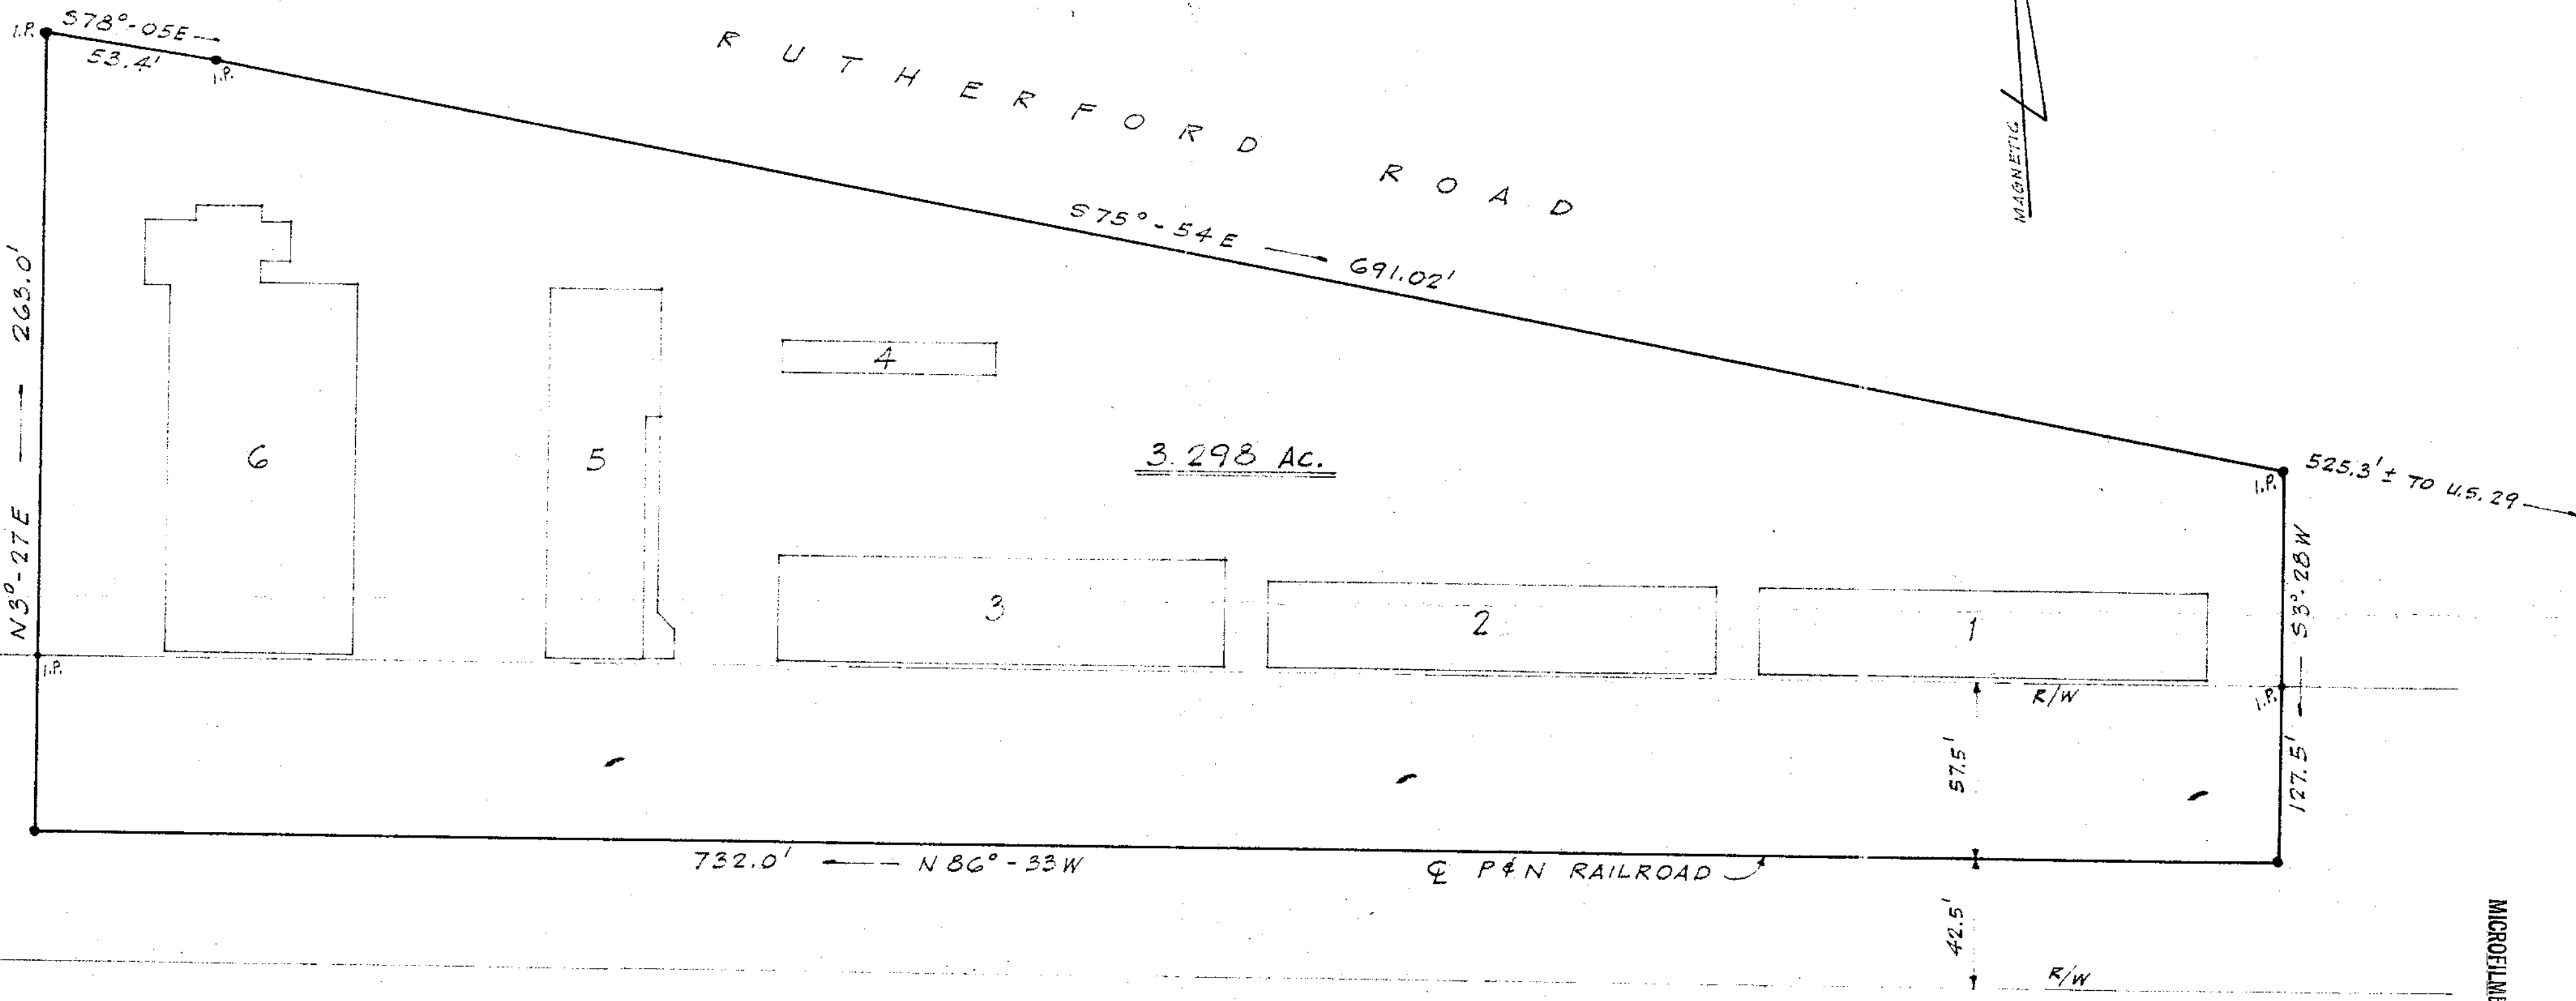 I.P.
S78°-05E
53.4'
I.P.
RUTHERFORD ROAD
MAGNETIC
S75°-54E
691.02'
N3°-27E 263.0'
4
6
5
3.298 AC.
I.P.
525.3'± TO U.S. 29
3
2
1
S3°-28W 127.5'
I.P.
R/W
I.P.
57.5'
732.0' N86°-33W
℄ P&N RAILROAD
42.5'
R/W